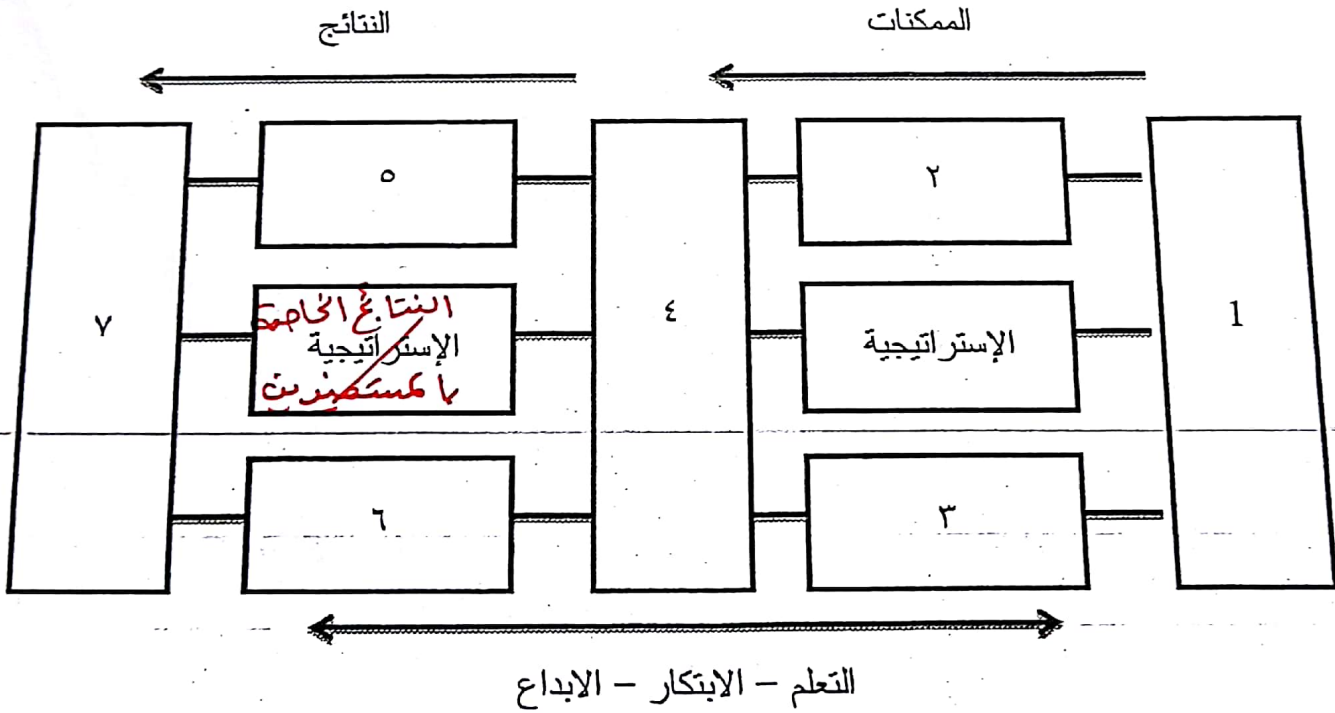 الممكنات
النتائج
1
٢
الإستراتيجية
٣
٤
٥
النتائج الخاصة
الإستراتيجية
بالمستفيدين
٦
٧
التعلم – الابتكار – الابداع